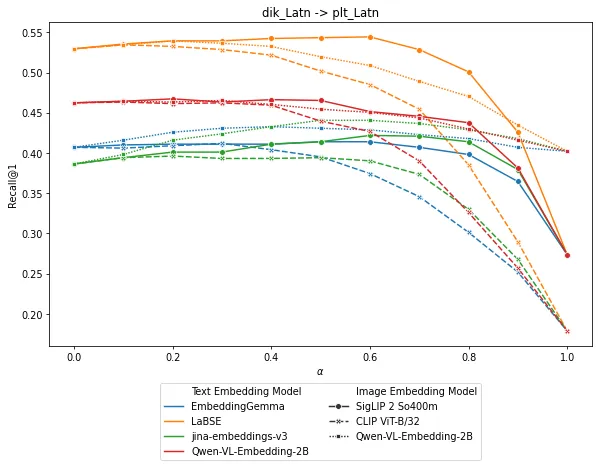 dik_Latn -> plt_Latn
Recall@1
0.55
0.50
0.45
0.40
0.35
0.30
0.25
0.20
0.0 0.2 0.4 0.6 0.8 1.0
α
Text Embedding Model Image Embedding Model
EmbeddingGemma SigLIP 2 So400m
LaBSE CLIP ViT-B/32
jina-embeddings-v3 Qwen-VL-Embedding-2B
Qwen-VL-Embedding-2B